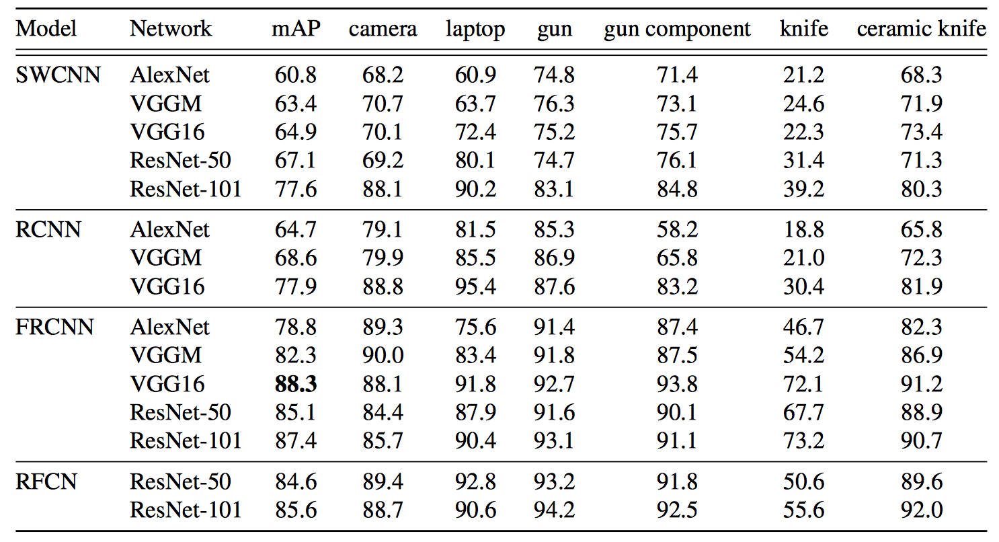 Model Network mAP camera laptop gun gun component knife ceramic knife
SWCNN AlexNet 60.8 68.2 60.9 74.8 71.4 21.2 68.3
VGGM 63.4 70.7 63.7 76.3 73.1 24.6 71.9
VGG16 64.9 70.1 72.4 75.2 75.7 22.3 73.4
ResNet-50 67.1 69.2 80.1 74.7 76.1 31.4 71.3
ResNet-101 77.6 88.1 90.2 83.1 84.8 39.2 80.3
RCNN AlexNet 64.7 79.1 81.5 85.3 58.2 18.8 65.8
VGGM 68.6 79.9 85.5 86.9 65.8 21.0 72.3
VGG16 77.9 88.8 95.4 87.6 83.2 30.4 81.9
FRCNN AlexNet 78.8 89.3 75.6 91.4 87.4 46.7 82.3
VGGM 82.3 90.0 83.4 91.8 87.5 54.2 86.9
VGG16 88.3 88.1 91.8 92.7 93.8 72.1 91.2
ResNet-50 85.1 84.4 87.9 91.6 90.1 67.7 88.9
ResNet-101 87.4 85.7 90.4 93.1 91.1 73.2 90.7
RFCN ResNet-50 84.6 89.4 92.8 93.2 91.8 50.6 89.6
ResNet-101 85.6 88.7 90.6 94.2 92.5 55.6 92.0